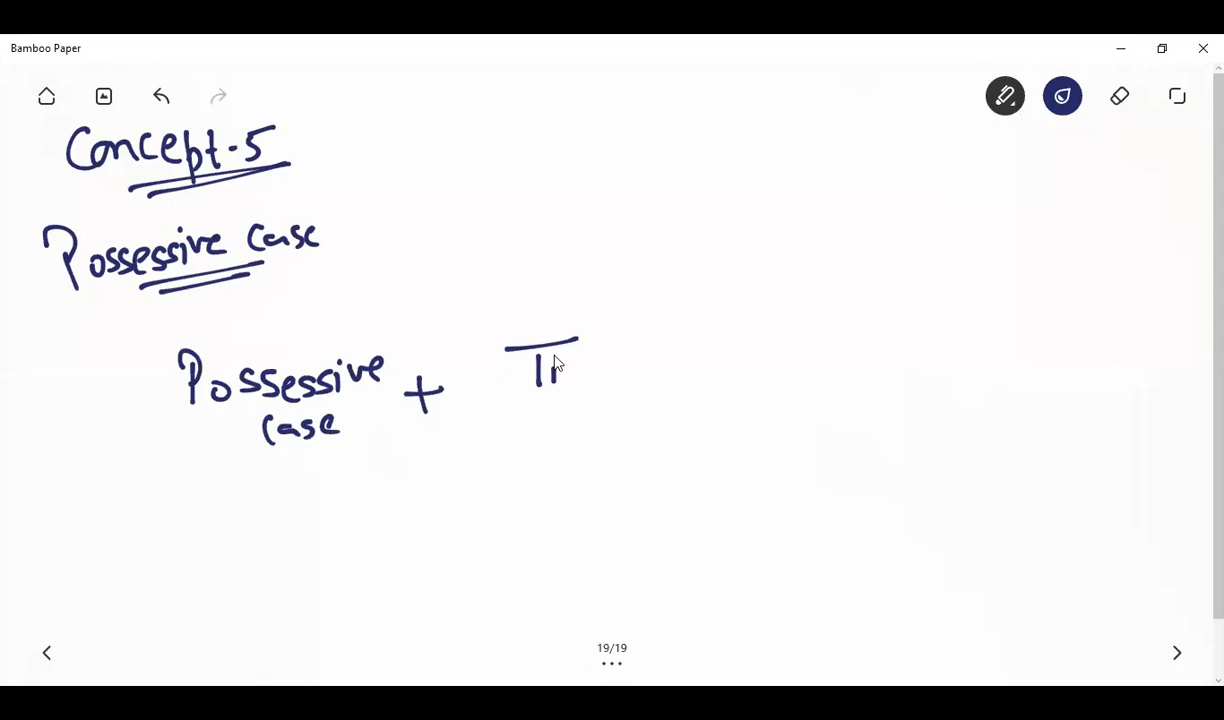 Bamboo Paper
Concept-5
Possessive case
Possessive +
case
19/19